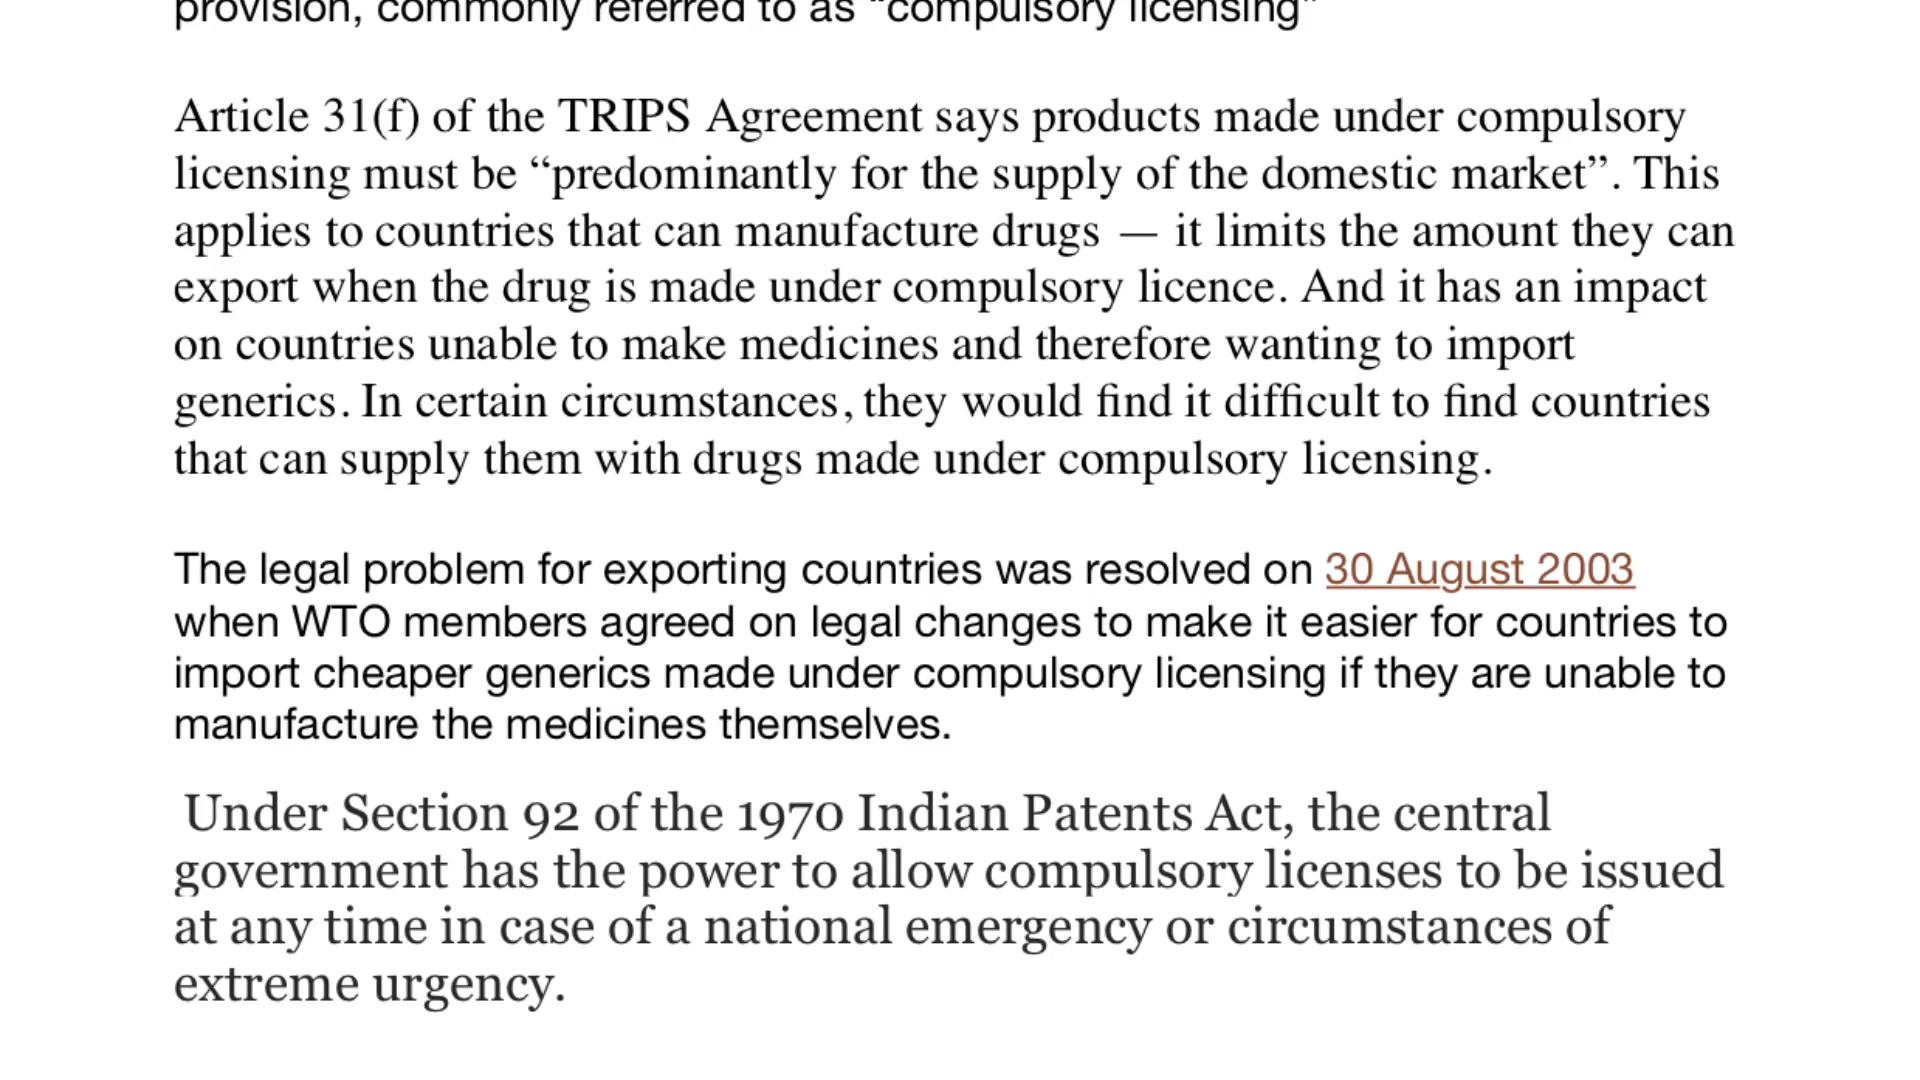 provision, commonly referred to as "compulsory licensing"
Article 31(f) of the TRIPS Agreement says products made under compulsory
licensing must be “predominantly for the supply of the domestic market”. This
applies to countries that can manufacture drugs — it limits the amount they can
export when the drug is made under compulsory licence. And it has an impact
on countries unable to make medicines and therefore wanting to import
generics. In certain circumstances, they would find it difficult to find countries
that can supply them with drugs made under compulsory licensing.
The legal problem for exporting countries was resolved on 30 August 2003
when WTO members agreed on legal changes to make it easier for countries to
import cheaper generics made under compulsory licensing if they are unable to
manufacture the medicines themselves.
Under Section 92 of the 1970 Indian Patents Act, the central
government has the power to allow compulsory licenses to be issued
at any time in case of a national emergency or circumstances of
extreme urgency.